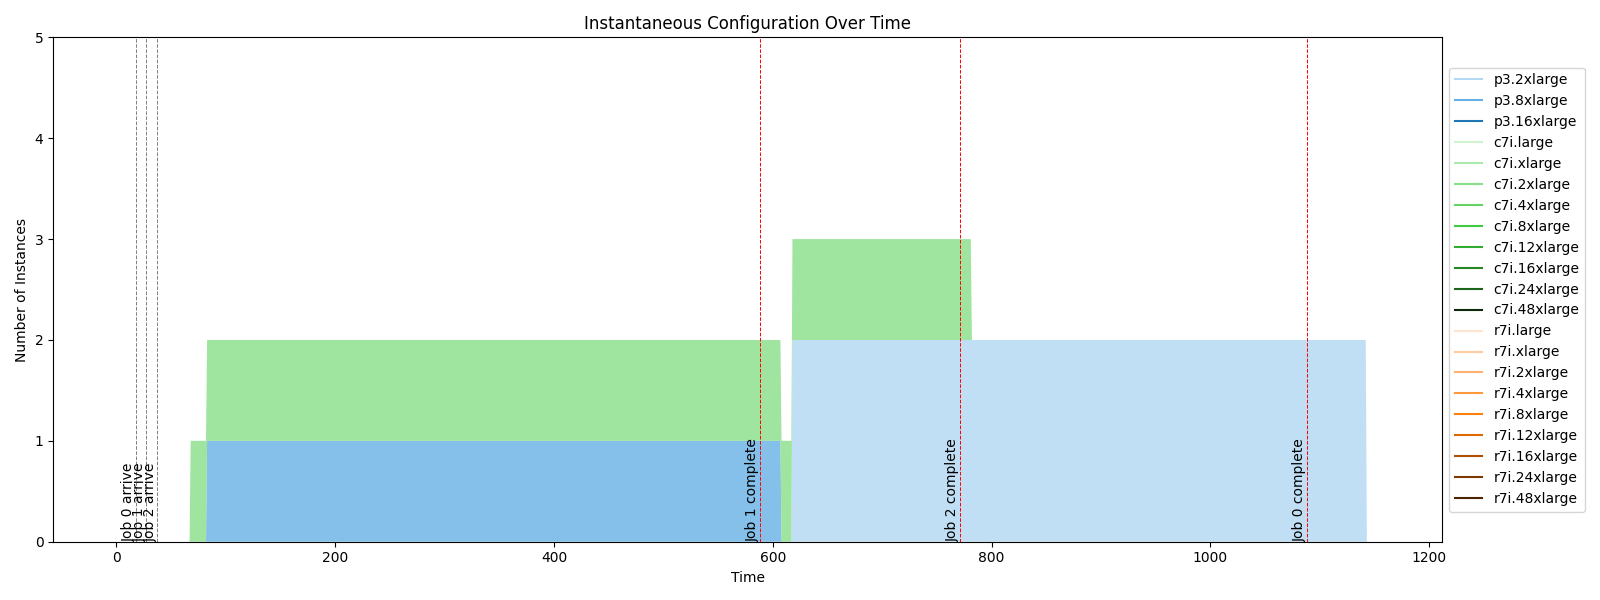 Instantaneous Configuration Over Time
Number of Instances
5
4
3
2
1
0
Job 0 arrive
Job 1 arrive
Job 2 arrive
Job 1 complete
Job 2 complete
Job 0 complete
0
200
400
600
800
1000
1200
Time
p3.2xlarge
p3.8xlarge
p3.16xlarge
c7i.large
c7i.xlarge
c7i.2xlarge
c7i.4xlarge
c7i.8xlarge
c7i.12xlarge
c7i.16xlarge
c7i.24xlarge
c7i.48xlarge
r7i.large
r7i.xlarge
r7i.2xlarge
r7i.4xlarge
r7i.8xlarge
r7i.12xlarge
r7i.16xlarge
r7i.24xlarge
r7i.48xlarge